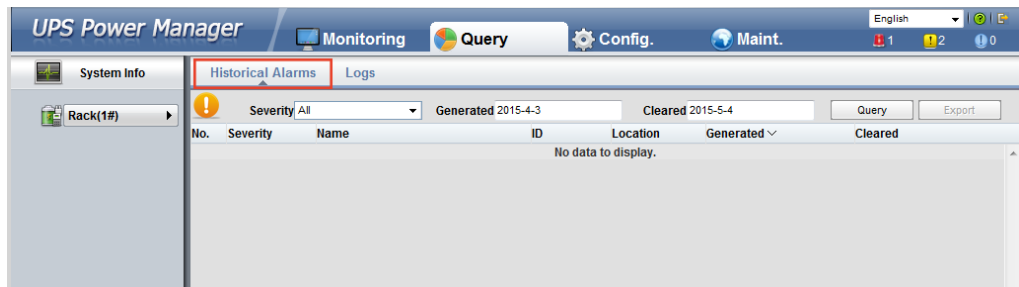 UPS Power Manager
Monitoring Query Config. Maint.
English
1 2 0
System Info
Historical Alarms Logs
Rack(1#)
Severity All Generated 2015-4-3 Cleared 2015-5-4 Query Export
No. Severity Name ID Location Generated Cleared
No data to display.